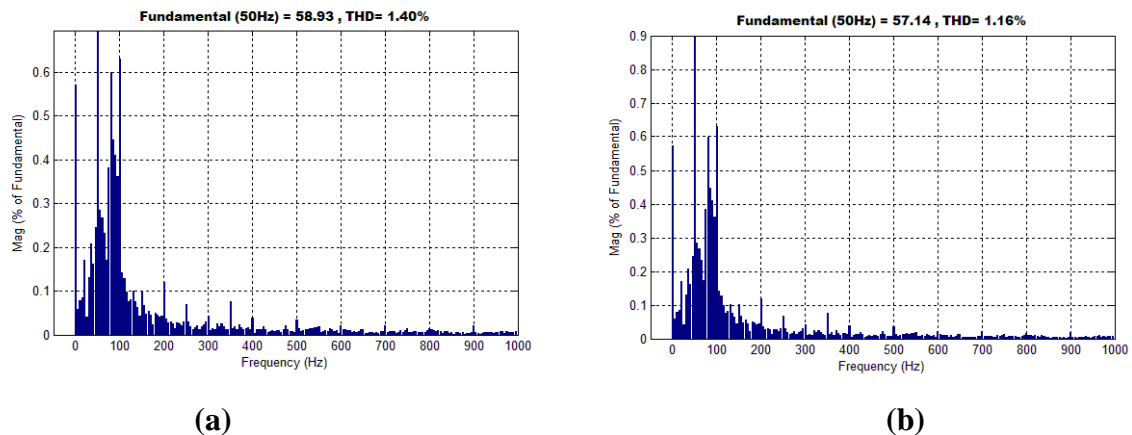 Fundamental (50Hz) = 58.93 , THD= 1.40%
Mag (% of Fundamental)
0.6
0.5
0.4
0.3
0.2
0.1
0
0 100 200 300 400 500 600 700 800 900 1000
Frequency (Hz)
(a)
Fundamental (50Hz) = 57.14 , THD= 1.16%
Mag (% of Fundamental)
0.9
0.8
0.7
0.6
0.5
0.4
0.3
0.2
0.1
0
0 100 200 300 400 500 600 700 800 900 1000
Frequency (Hz)
(b)